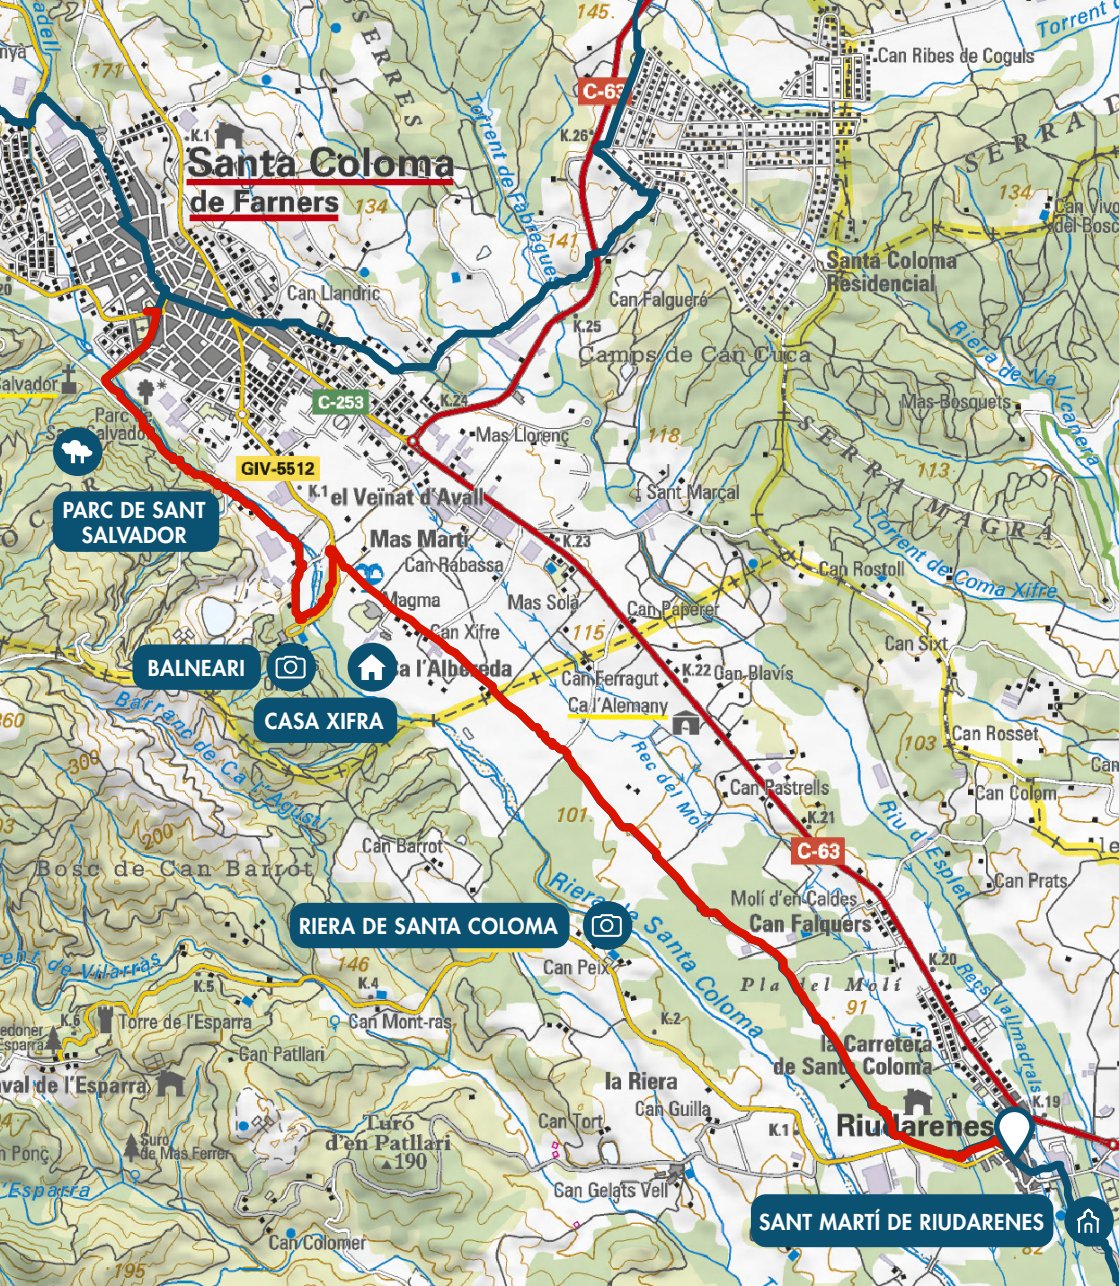 145.
Torrent
Can Ribes de Coguls
171
SERRES
C-63
K.26
K.1
Santa Coloma
de Farners
134
Torrent de Fàbregues
141
SERRA
134
Can Vivo
del Bosc
Santa Coloma
Residencial
Can Llandric
Can Falgueró
K.25
Camps de Can Cuca
Riera de Vallcanera
Salvador
Parc de
Sant Salvador
C-253
K.24
Mas Llorenç
Mas Bosquets
118
113
SERRAMAGRA
GIV-5512
K.1
el Veïnat d'Avall
Sant Marçal
PARC DE SANT
SALVADOR
Mas Martí
K.23
Can Rabassa
Torrent de Coma Xifre
Can Rostoll
Magma
Mas Solà
Can Paperer
Can Xifre
115
Can Sixt
BALNEARI
Ca l'Albereda
K.22
Can Blavís
Can Ferragut
Ca l'Alemany
CASA XIFRA
Barranc de Ca l'Agustí
360
300
103
Can Rosset
Rec del Molí
Can Pastrells
Can Colom
101
K.21
200
C-63
Riu d'Esplet
Can Barrot
Bosc de Can Barrot
Can Prats
Riera de Santa Coloma
Molí d'en Caldes
Can Falquers
RIERA DE SANTA COLOMA
Can Peix
K.20
Recs Vallmadrals
146
K.5
K.4
Pla del Molí
91
K.6
Torre de l'Esparra
Can Mont-ras
K.2
la Carretera
de Santa Coloma
Can Patllari
la Riera
Can Guilla
K.19
Turó
d'en Patllari
190
Can Tort
K.1
Riudarenes
Suro
de Mas Ferrer
Can Gelats Vell
SANT MARTÍ DE RIUDARENES
Can Colomer
195
82